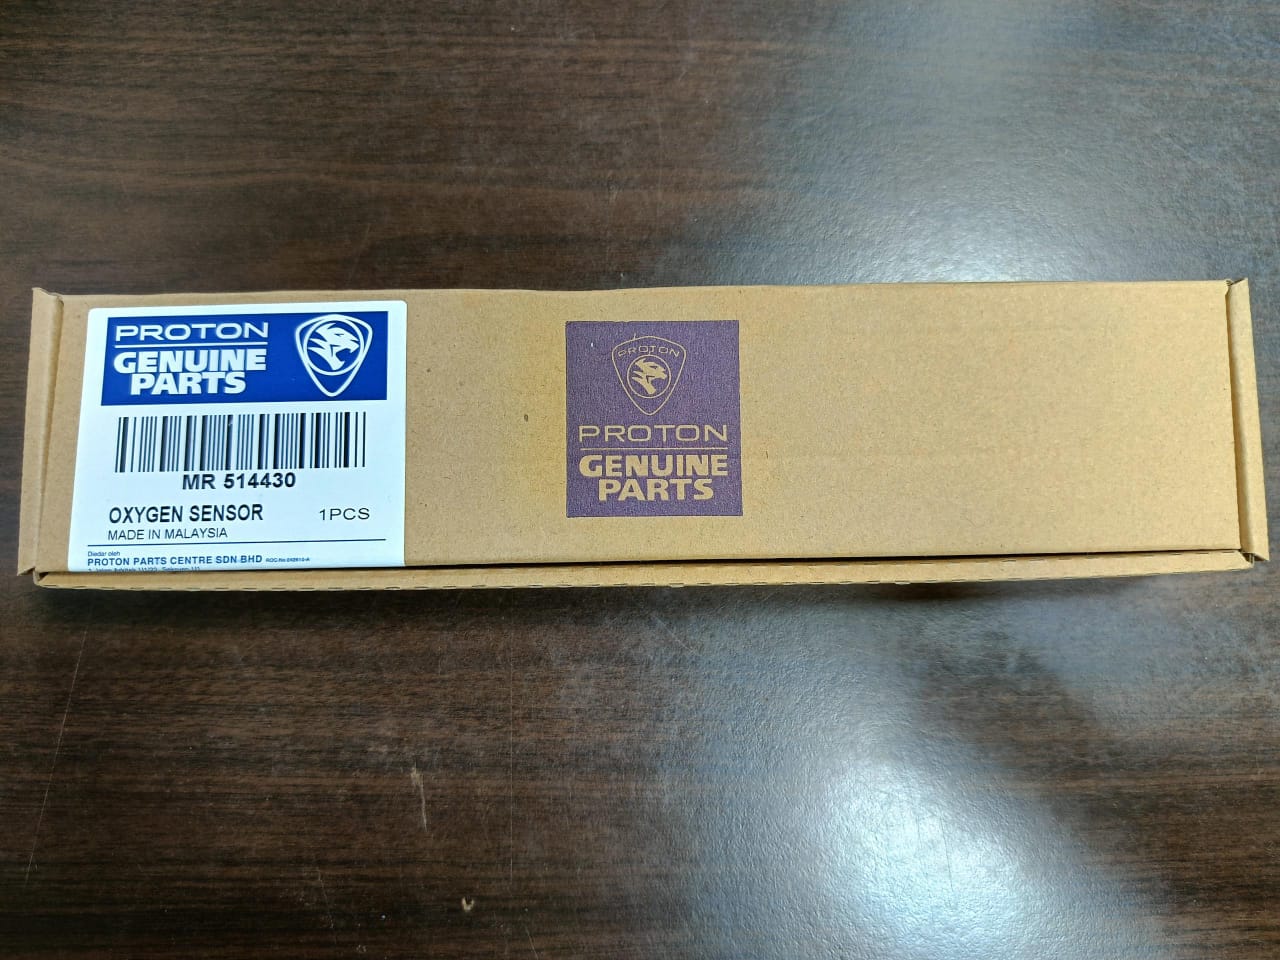 PROTON
GENUINE
PARTS
MR 514430
OXYGEN SENSOR 1PCS
MADE IN MALAYSIA
Diedar oleh
PROTON PARTS CENTRE SDN BHD
PROTON
PROTON
GENUINE
PARTS